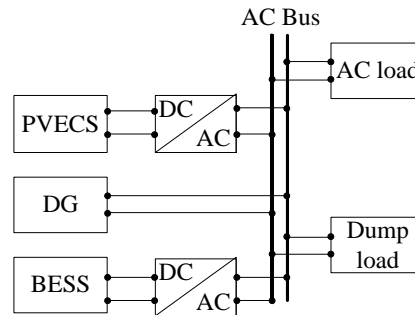 AC Bus
AC load
PVECS
DC
AC
DG
Dump
load
BESS
DC
AC